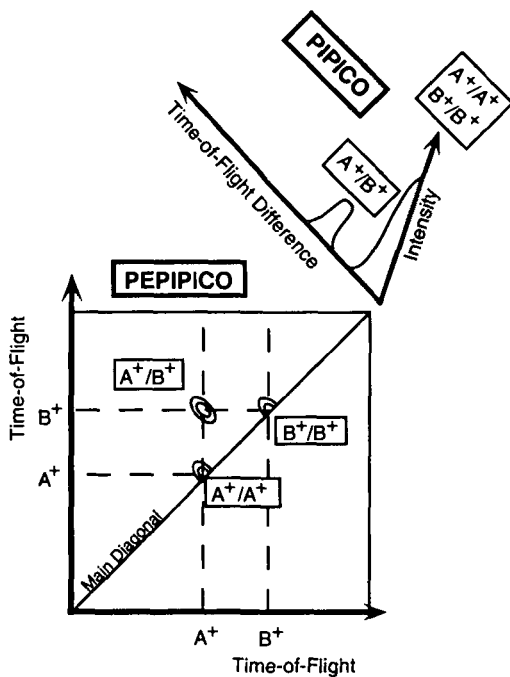 PIPICO
A⁺/A⁺
B⁺/B⁺
Time-of-Flight Difference
A⁺/B⁺
Intensity
PEPIPICO
Time-of-Flight
A⁺/B⁺
B⁺
B⁺/B⁺
A⁺
A⁺/A⁺
Main Diagonal
A⁺ B⁺
Time-of-Flight